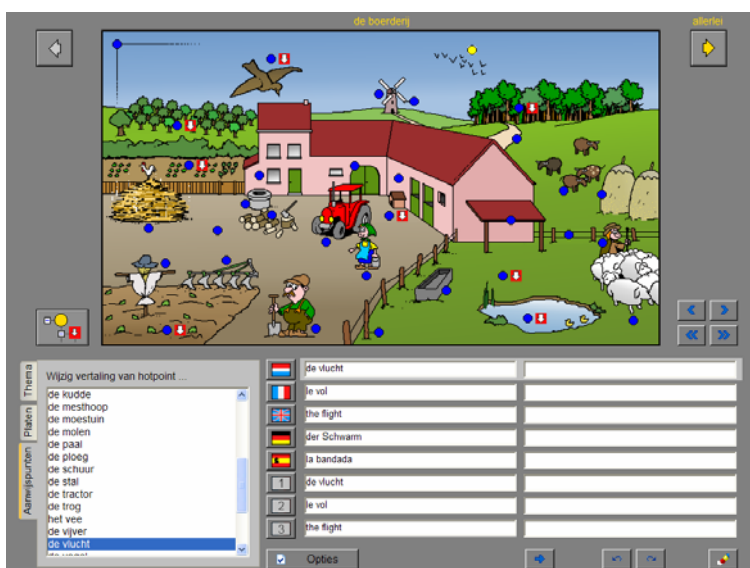 de boerderij
allerlei
Thema
Platen
Aanwijspunten
Wijzig vertaling van hotpoint ...
de kudde
de mesthoop
de moestuin
de molen
de paal
de ploeg
de schuur
de stal
de tractor
de trog
het vee
de vijver
de vlucht
de vogel
de vlucht
le vol
the flight
der Schwarm
la bandada
1 de vlucht
2 le vol
3 the flight
Opties